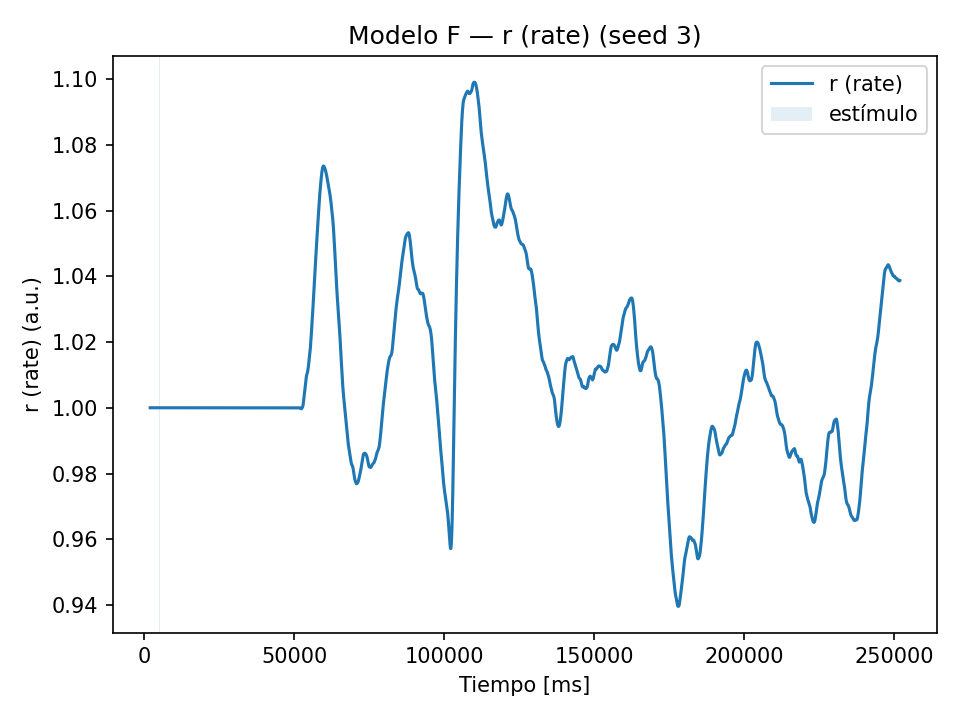 Modelo F — r (rate) (seed 3)
r (rate)
estímulo
1.10
1.08
1.06
1.04
1.02
1.00
0.98
0.96
0.94
r (rate) (a.u.)
0 50000 100000 150000 200000 250000
Tiempo [ms]